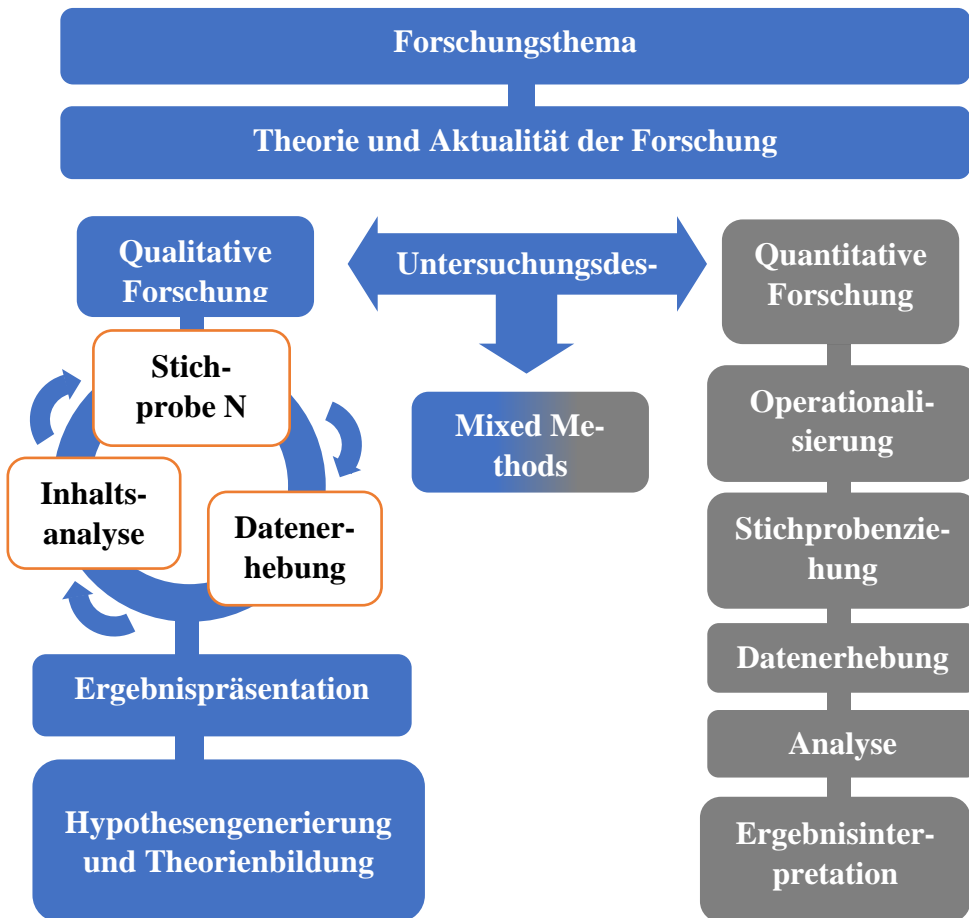 Forschungsthema
Theorie und Aktualität der Forschung
Qualitative
Forschung
Untersuchungsdes-
Quantitative
Forschung
Stich-
probe N
Inhalts-
analyse
Datener-
hebung
Mixed Me-
thods
Operationali-
sierung
Stichprobenzie-
hung
Datenerhebung
Analyse
Ergebnisinter-
pretation
Ergebnispräsentation
Hypothesengenerierung
und Theorienbildung